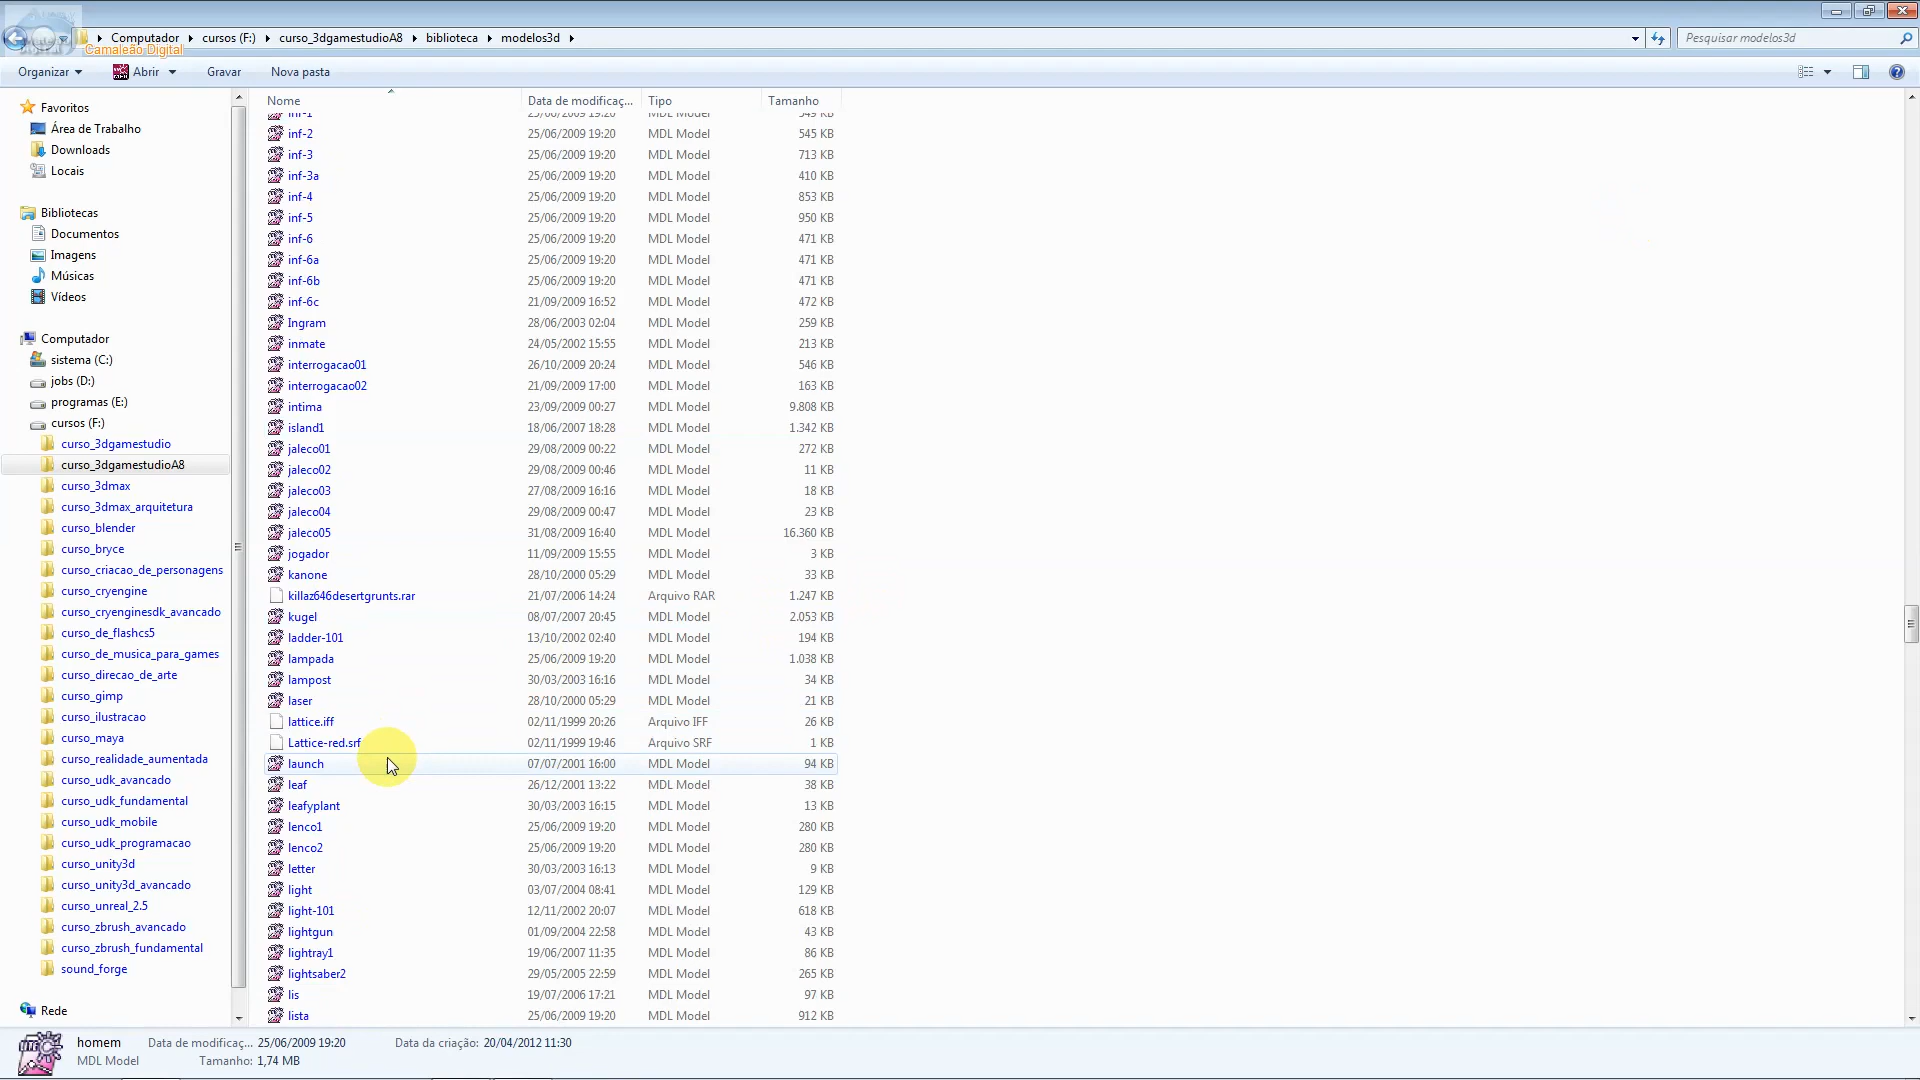 Computador cursos (F:) curso_3dgamestudioA8 biblioteca modelos3d
Pesquisar modelos3d
Camaleão Digital
Organizar Abrir Gravar Nova pasta
Favoritos
Área de Trabalho
Downloads
Locais
Bibliotecas
Documentos
Imagens
Músicas
Vídeos
Computador
sistema (C:)
jobs (D:)
programas (E:)
cursos (F:)
curso_3dgamestudio
curso_3dgamestudioA8
curso_3dmax
curso_3dmax_arquitetura
curso_blender
curso_bryce
curso_criacao_de_personagens
curso_cryengine
curso_cryenginesdk_avancado
curso_de_flashcs5
curso_de_musica_para_games
curso_direcao_de_arte
curso_gimp
curso_ilustracao
curso_maya
curso_realidade_aumentada
curso_udk_avancado
curso_udk_fundamental
curso_udk_mobile
curso_udk_programacao
curso_unity3d
curso_unity3d_avancado
curso_unreal_2.5
curso_zbrush_avancado
curso_zbrush_fundamental
sound_forge
Rede
Nome Data de modificaç... Tipo Tamanho
inf-1 25/06/2009 19:20 MDL Model 549 KB
inf-2 25/06/2009 19:20 MDL Model 545 KB
inf-3 25/06/2009 19:20 MDL Model 713 KB
inf-3a 25/06/2009 19:20 MDL Model 410 KB
inf-4 25/06/2009 19:20 MDL Model 853 KB
inf-5 25/06/2009 19:20 MDL Model 950 KB
inf-6 25/06/2009 19:20 MDL Model 471 KB
inf-6a 25/06/2009 19:20 MDL Model 471 KB
inf-6b 25/06/2009 19:20 MDL Model 471 KB
inf-6c 21/09/2009 16:52 MDL Model 472 KB
Ingram 28/06/2003 02:04 MDL Model 259 KB
inmate 24/05/2002 15:55 MDL Model 213 KB
interrogacao01 26/10/2009 20:24 MDL Model 546 KB
interrogacao02 21/09/2009 17:00 MDL Model 163 KB
intima 23/09/2009 00:27 MDL Model 9.808 KB
island1 18/06/2007 18:28 MDL Model 1.342 KB
jaleco01 29/08/2009 00:22 MDL Model 272 KB
jaleco02 29/08/2009 00:46 MDL Model 11 KB
jaleco03 27/08/2009 16:16 MDL Model 18 KB
jaleco04 29/08/2009 00:47 MDL Model 23 KB
jaleco05 31/08/2009 16:40 MDL Model 16.360 KB
jogador 11/09/2009 15:55 MDL Model 3 KB
kanone 28/10/2000 05:29 MDL Model 33 KB
killaz646desertgrunts.rar 21/07/2006 14:24 Arquivo RAR 1.247 KB
kugel 08/07/2007 20:45 MDL Model 2.053 KB
ladder-101 13/10/2002 02:40 MDL Model 194 KB
lampada 25/06/2009 19:20 MDL Model 1.038 KB
lampost 30/03/2003 16:16 MDL Model 34 KB
laser 28/10/2000 05:29 MDL Model 21 KB
lattice.iff 02/11/1999 20:26 Arquivo IFF 26 KB
Lattice-red.srf 02/11/1999 19:46 Arquivo SRF 1 KB
launch 07/07/2001 16:00 MDL Model 94 KB
leaf 26/12/2001 13:22 MDL Model 38 KB
leafyplant 30/03/2003 16:15 MDL Model 13 KB
lenco1 25/06/2009 19:20 MDL Model 280 KB
lenco2 25/06/2009 19:20 MDL Model 280 KB
letter 30/03/2003 16:13 MDL Model 9 KB
light 03/07/2004 08:41 MDL Model 129 KB
light-101 12/11/2002 20:07 MDL Model 618 KB
lightgun 01/09/2004 22:58 MDL Model 43 KB
lightray1 19/06/2007 11:35 MDL Model 86 KB
lightsaber2 29/05/2005 22:59 MDL Model 265 KB
lis 19/07/2006 17:21 MDL Model 97 KB
lista 25/06/2009 19:20 MDL Model 912 KB
homem Data de modificaç... 25/06/2009 19:20 Data da criação: 20/04/2012 11:30
MDL Model Tamanho: 1,74 MB